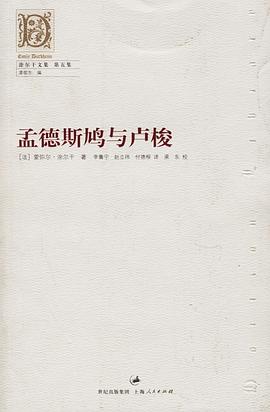 Emile Durkheim
涂尔干文集 第五集
渠敬东 编
孟德斯鸠与卢梭
[法] 爱弥尔·涂尔干 著 李鲁宁 赵立玮 付德根 译 渠 东 校
世纪出版集团 上海人民出版社